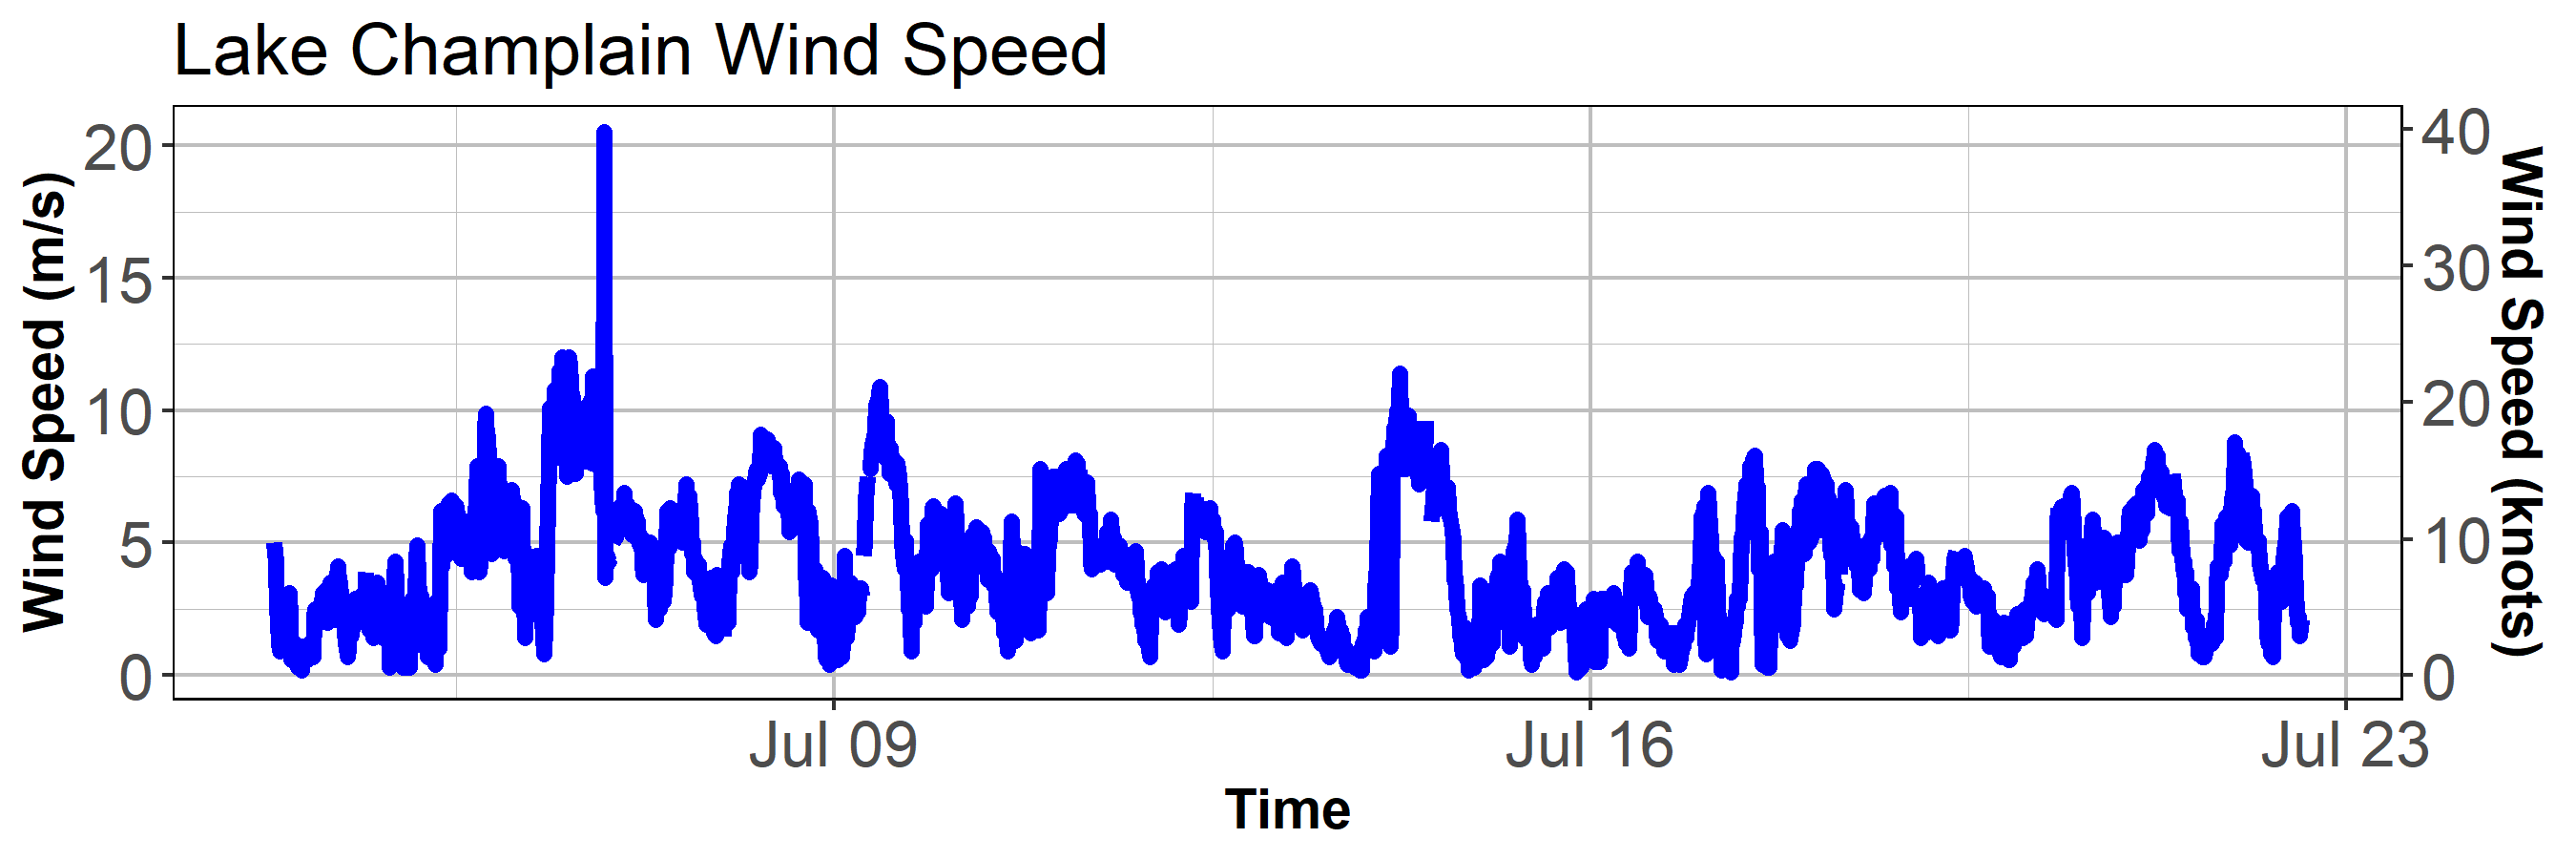 Lake Champlain Wind Speed
Wind Speed (m/s)
20
15
10
5
0
40
30
20
10
0
Wind Speed (knots)
Jul 09
Jul 16
Jul 23
Time